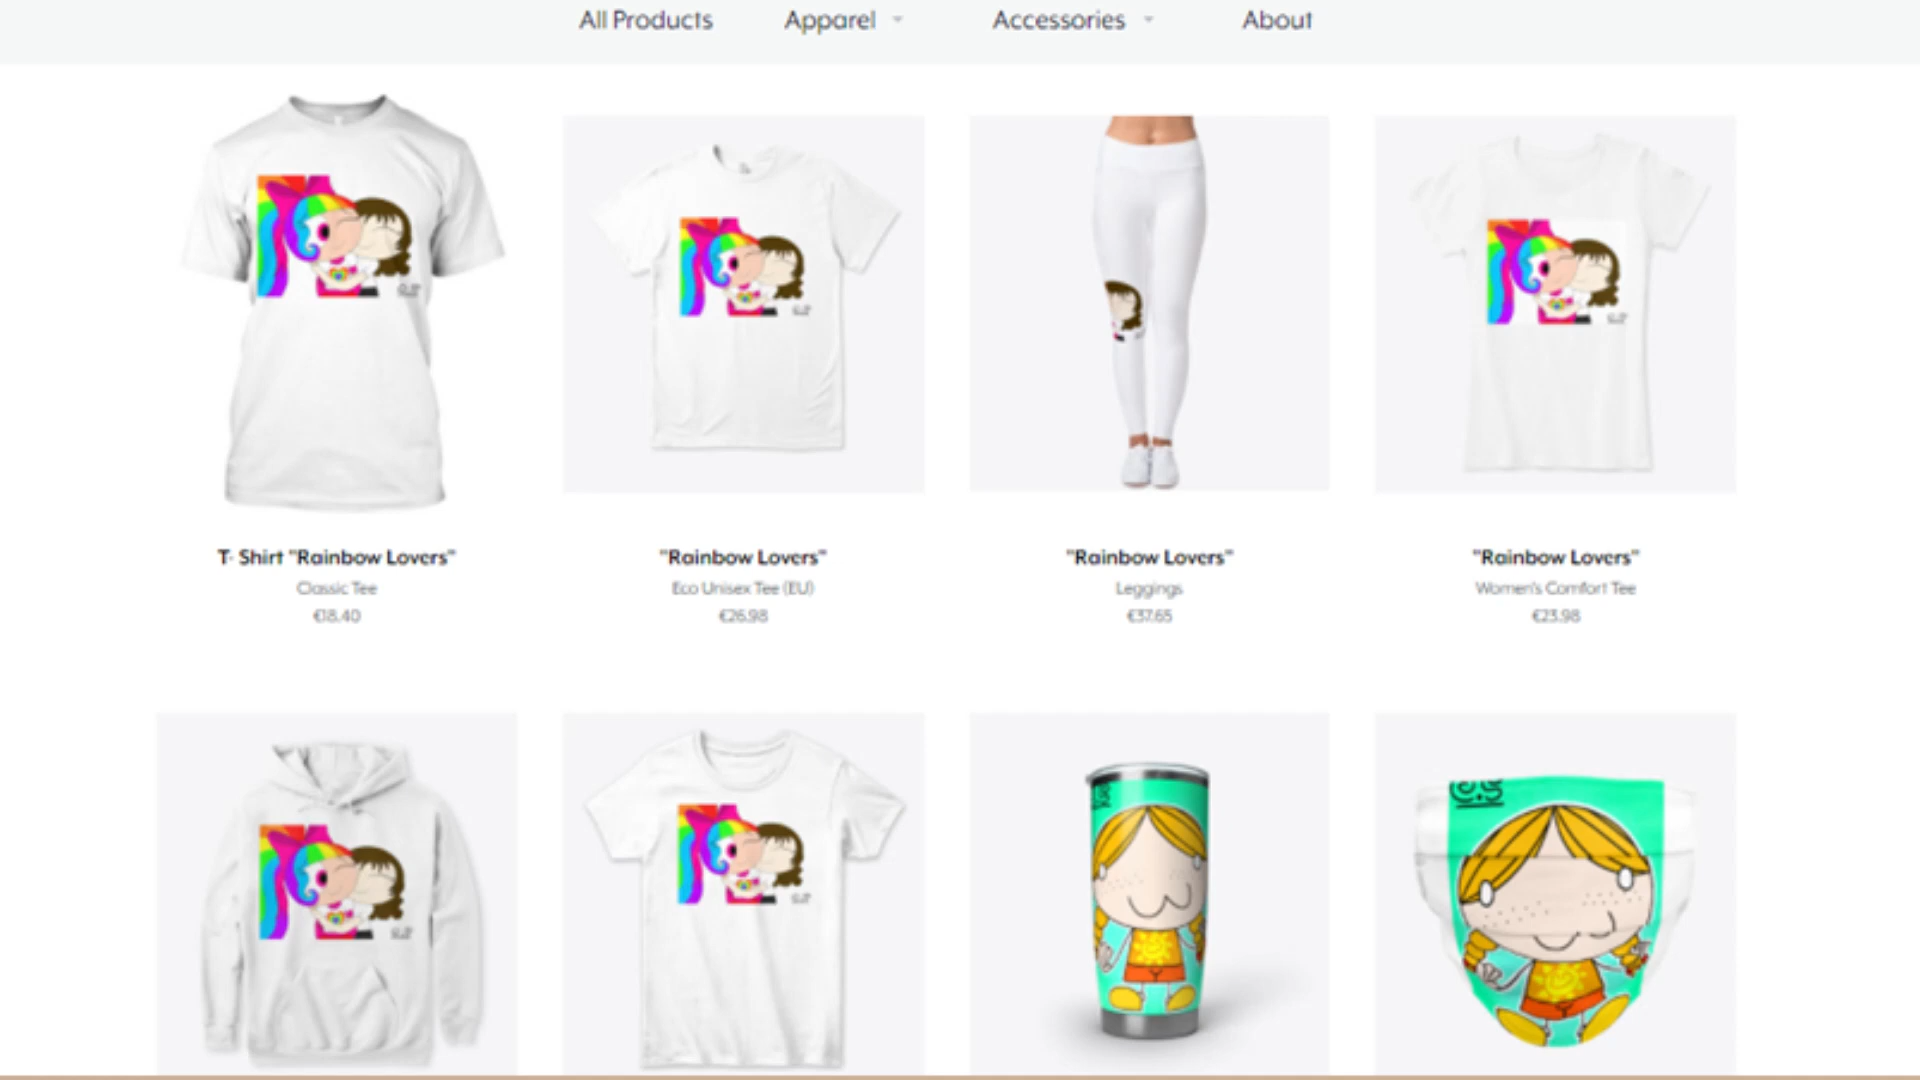 All Products Apparel Accessories About
T- Shirt "Rainbow Lovers"
Classic Tee
€18.40
"Rainbow Lovers"
Eco Unisex Tee (EU)
€26.98
"Rainbow Lovers"
Leggings
€37.65
"Rainbow Lovers"
Women's Comfort Tee
€23.98